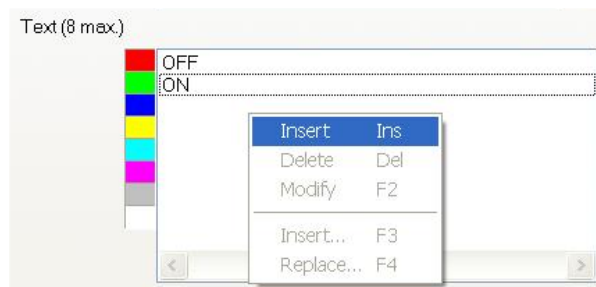 Text (8 max.)
OFF
ON
Insert Ins
Delete Del
Modify F2
Insert... F3
Replace... F4